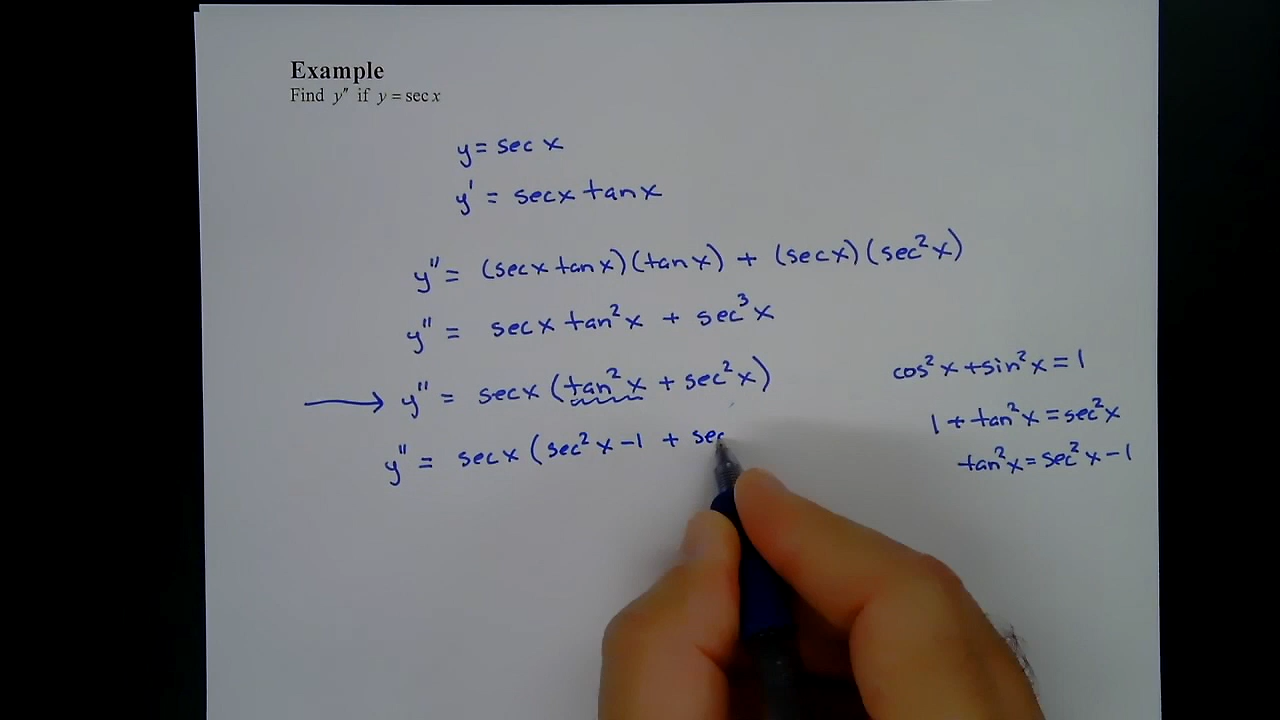 Example
Find y″ if y = sec x
y = sec x
y' = secx tanx
y" = (secx tanx)(tanx) + (secx)(sec²x)
y" = secx tan²x + sec³x
→ y" = secx (tan²x + sec²x)
y" = secx (sec²x - 1 + sec
cos²x + sin²x = 1
1 + tan²x = sec²x
tan²x = sec²x - 1